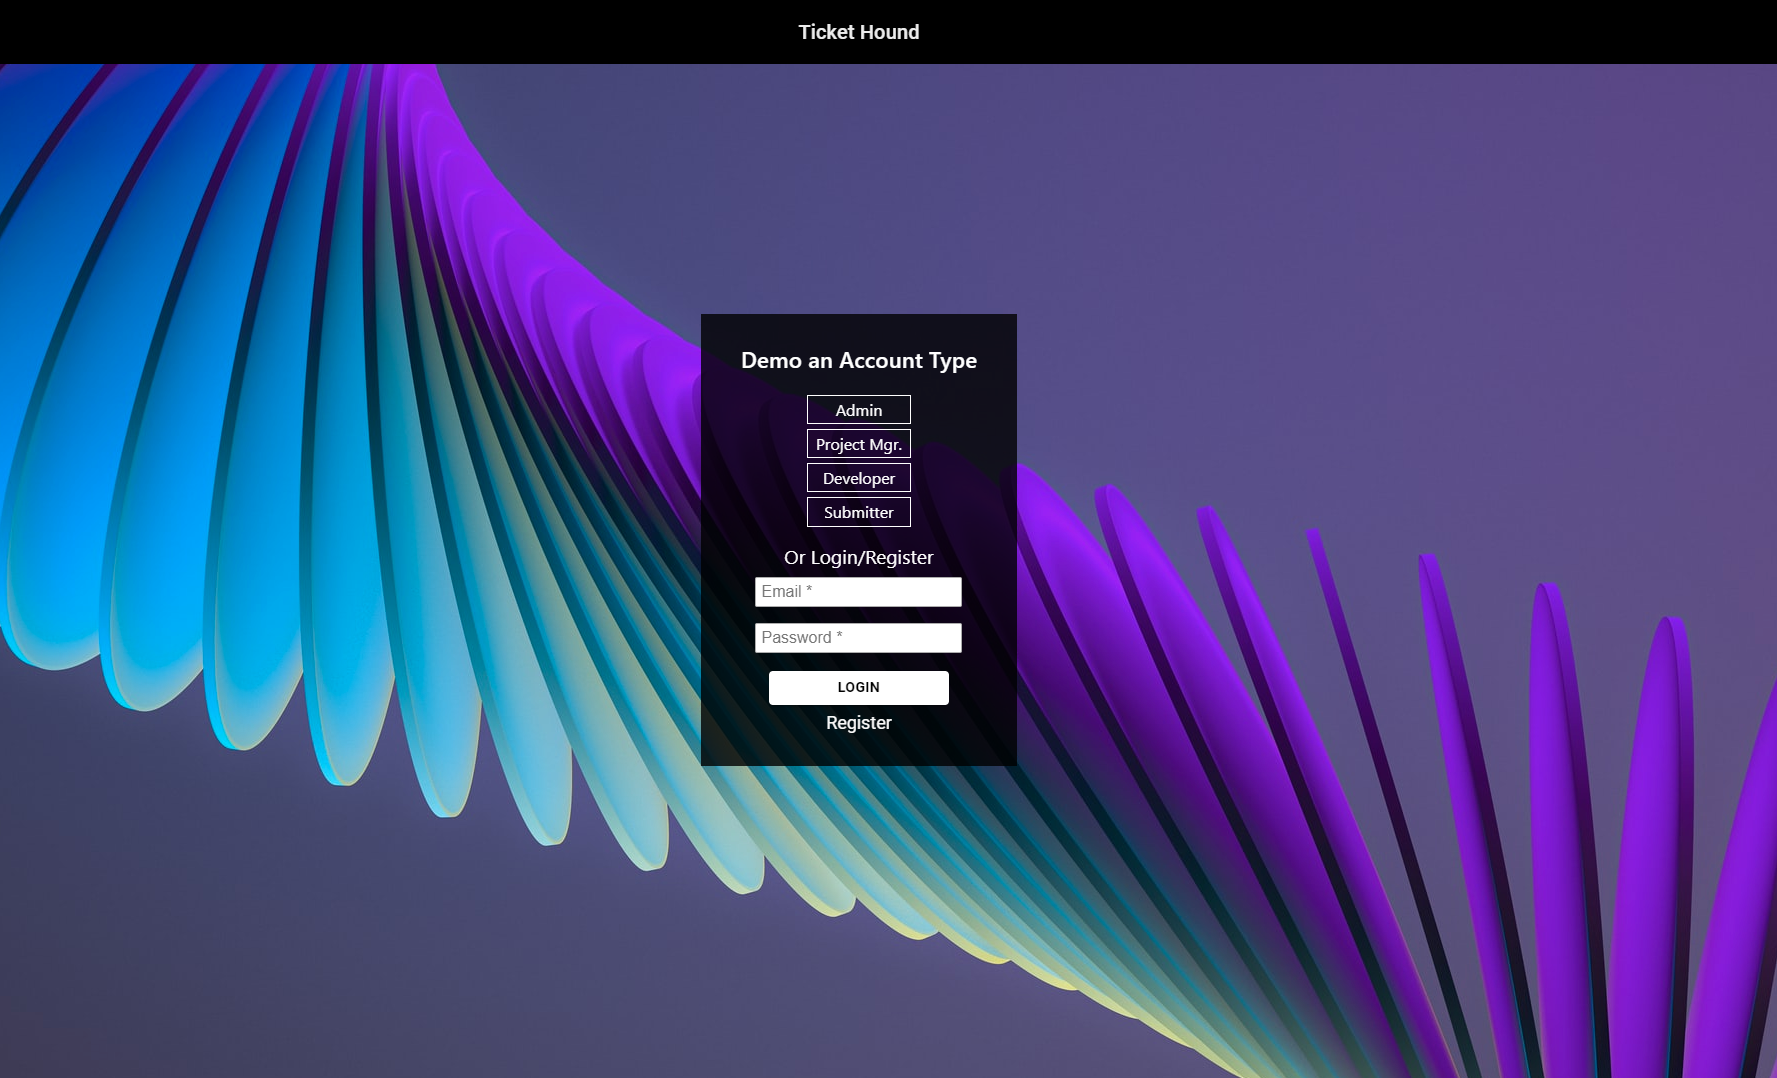 Ticket Hound
Demo an Account Type
Admin
Project Mgr.
Developer
Submitter
Or Login/Register
Email *
Password *
LOGIN
Register